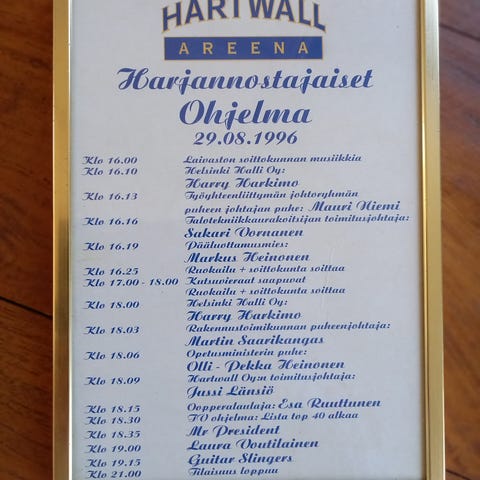 HARTWALL
AREENA
Harjannostajaiset
Ohjelma
29.08.1996
Klo 16.00 Laivaston soittokunnan musiikkia
Klo 16.10 Helsinki Halli Oy:
Harry Harkimo
Klo 16.13 Työyhteenliittymän johtoryhmän
puheen johtajan puhe: Mauri Niemi
Klo 16.16 Talotekniikkaurakoitsijan toimitusjohtaja:
Sakari Vornanen
Klo 16.19 Pääluottamusmies:
Markus Heinonen
Klo 16.25 Ruokailu + soittokunta soittaa
Klo 17.00 - 18.00 Kutsuvieraat saapuvat
Ruokailu + soittokunta soittaa
Klo 18.00 Helsinki Halli Oy:
Harry Harkimo
Klo 18.03 Rakennustoimikunnan puheenjohtaja:
Martin Saarikangas
Klo 18.06 Opetusministerin puhe:
Olli - Pekka Heinonen
Klo 18.09 Hartwall Oy:n toimitusjohtaja:
Jussi Länsiö
Klo 18.15 Oopperalaulaja: Esa Ruuttunen
Klo 18.30 TV ohjelma: Lista top 40 alkaa
Klo 18.35 Mr President
Klo 19.00 Laura Voutilainen
Klo 19.15 Guitar Slingers
Klo 21.00 Tilaisuus loppuu